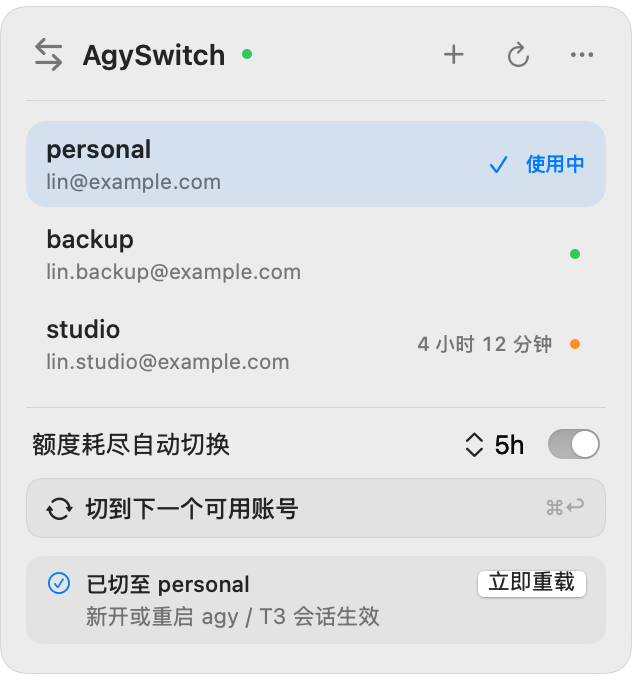 AgySwitch
personal
lin@example.com
使用中
backup
lin.backup@example.com
studio
lin.studio@example.com
4 小时 12 分钟
额度耗尽自动切换
5h
切到下一个可用账号
⌘↩
已切至 personal
新开或重启 agy / T3 会话生效
立即重载